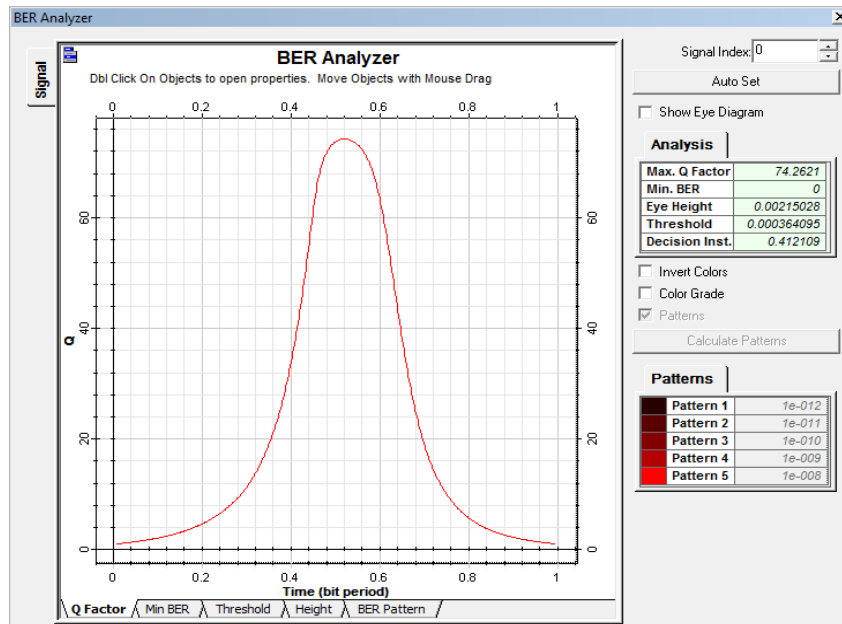 BER Analyzer
Signal
BER Analyzer
Dbl Click On Objects to open properties. Move Objects with Mouse Drag
0 0.2 0.4 0.6 0.8 1
60 60
40 40
Q
20 20
0 0
0 0.2 0.4 0.6 0.8 1
Time (bit period)
Q Factor Min BER Threshold Height BER Pattern
Signal Index: 0
Auto Set
Show Eye Diagram
Analysis
Max. Q Factor 74.2621
Min. BER 0
Eye Height 0.00215028
Threshold 0.000364095
Decision Inst. 0.412109
Invert Colors
Color Grade
Patterns
Calculate Patterns
Patterns
Pattern 1 1e-012
Pattern 2 1e-011
Pattern 3 1e-010
Pattern 4 1e-009
Pattern 5 1e-008